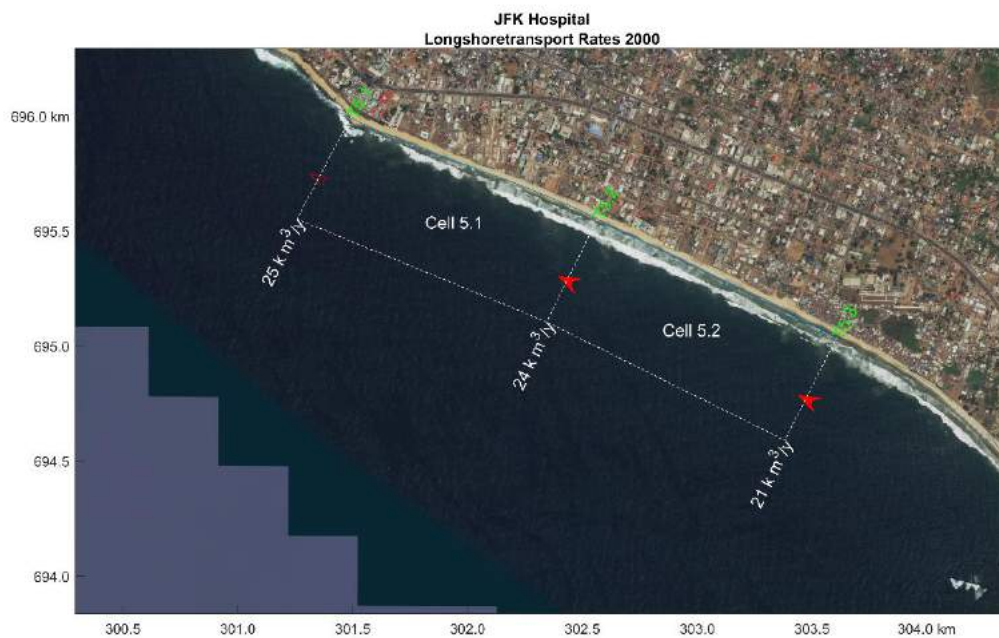 JFK Hospital
Longshoretransport Rates 2000
696.0 km
695.5
695.0
694.5
694.0
Cell 5.1
Cell 5.2
25 k m³/y
24 k m³/y
21 k m³/y
300.5 301.0 301.5 302.0 302.5 303.0 303.5 304.0 km